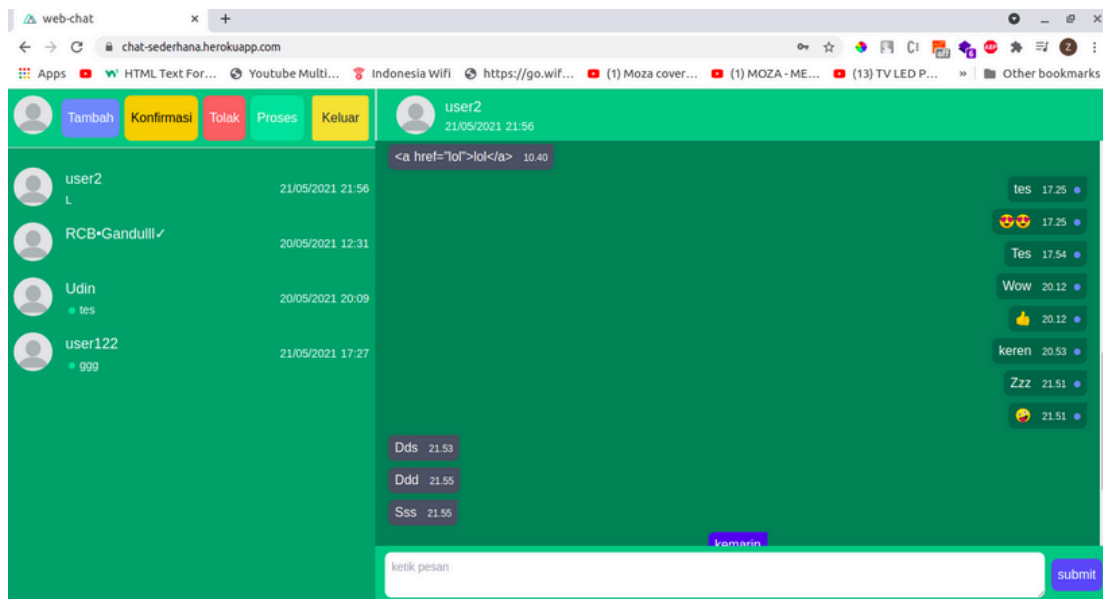 web-chat
chat-sederhana.herokuapp.com
Apps HTML Text For... Youtube Multi... Indonesia Wifi https://go.wif... (1) Moza cover... (1) MOZA - ME... (13) TV LED P... » Other bookmarks
Tambah Konfirmasi Tolak Proses Keluar
user2
21/05/2021 21:56
L
RCB•Gandulll✓
20/05/2021 12:31
Udin
20/05/2021 20:09
tes
user122
21/05/2021 17:27
ggg
user2
21/05/2021 21:56
<a href="lol">lol</a> 10.40
tes 17.25
😍😍 17.25
Tes 17.54
Wow 20.12
👍 20.12
keren 20.53
Zzz 21.51
🤪 21.51
Dds 21.53
Ddd 21.55
Sss 21.55
kemarin
ketik pesan
submit